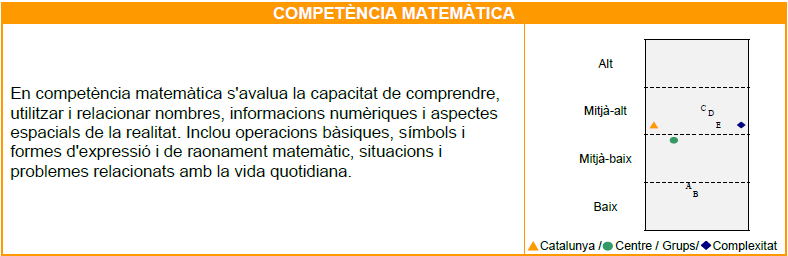 COMPETÈNCIA MATEMÀTICA
En competència matemàtica s'avalua la capacitat de comprendre,
utilitzar i relacionar nombres, informacions numèriques i aspectes
espacials de la realitat. Inclou operacions bàsiques, símbols i
formes d'expressió i de raonament matemàtic, situacions i
problemes relacionats amb la vida quotidiana.
Alt
Mitjà-alt
Mitjà-baix
Baix
C
D
E
A
B
Catalunya / Centre / Grups/ Complexitat